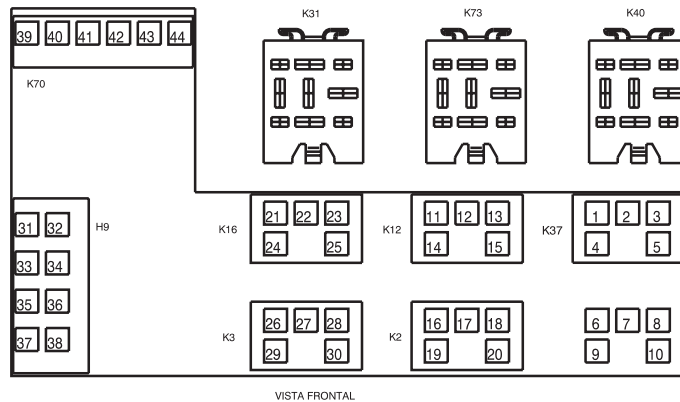 K31 K73 K40
39 40 41 42 43 44
K70
H9
31 32
33 34
35 36
37 38
K16
21 22 23
24 25
K12
11 12 13
14 15
K37
1 2 3
4 5
K3
26 27 28
29 30
K2
16 17 18
19 20
6 7 8
9 10
VISTA FRONTAL